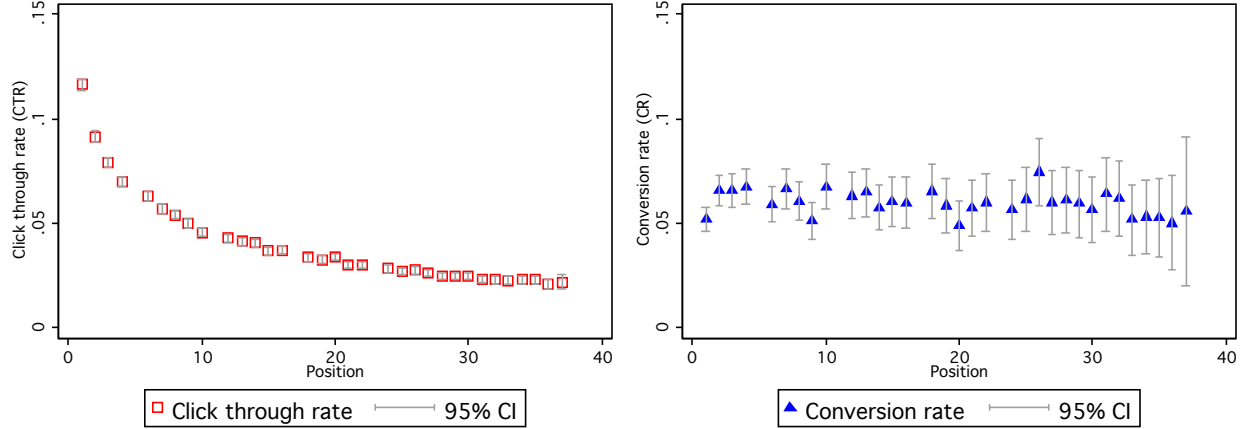 .15
.1
.05
0
Click through rate (CTR)
0 10 20 30 40
Position
Click through rate 95% CI
.15
.1
.05
0
Conversion rate (CR)
0 10 20 30 40
Position
Conversion rate 95% CI